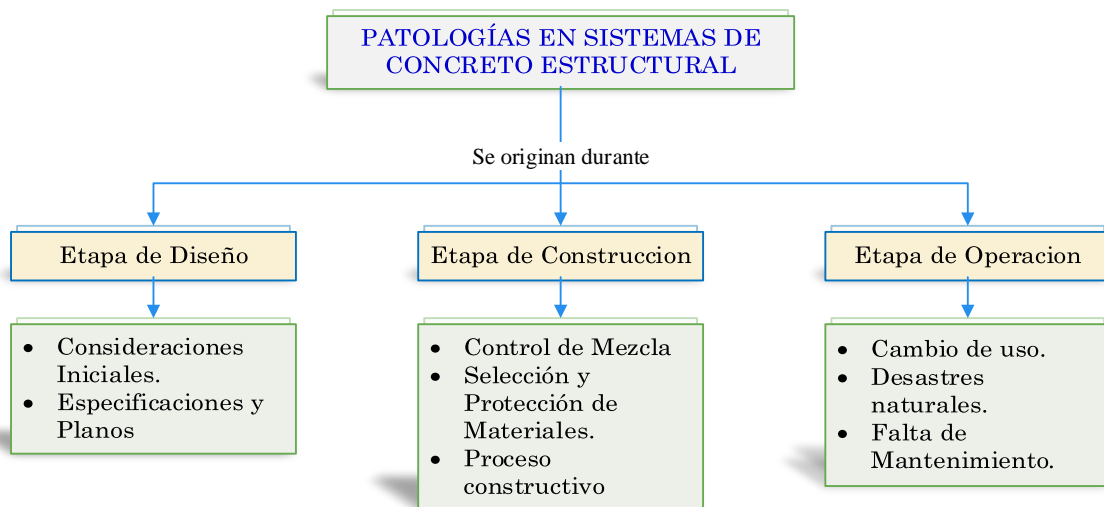 PATOLOGÍAS EN SISTEMAS DE
CONCRETO ESTRUCTURAL
Se originan durante
Etapa de Diseño
Etapa de Construccion
Etapa de Operacion
• Consideraciones
Iniciales.
• Especificaciones y
Planos
• Control de Mezcla
• Selección y
Protección de
Materiales.
• Proceso
constructivo
• Cambio de uso.
• Desastres
naturales.
• Falta de
Mantenimiento.